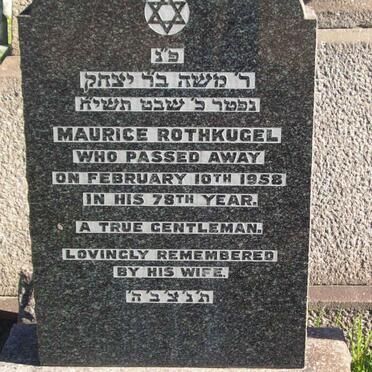 פ"נ
ר' משה בר יצחק
נפטר כ' שבט תשי"ח
MAURICE ROTHKUGEL
WHO PASSED AWAY
ON FEBRUARY 10TH 1958
IN HIS 78TH YEAR.
A TRUE GENTLEMAN.
LOVINGLY REMEMBERED
BY HIS WIFE.
ת'נ'צ'ב'ה'